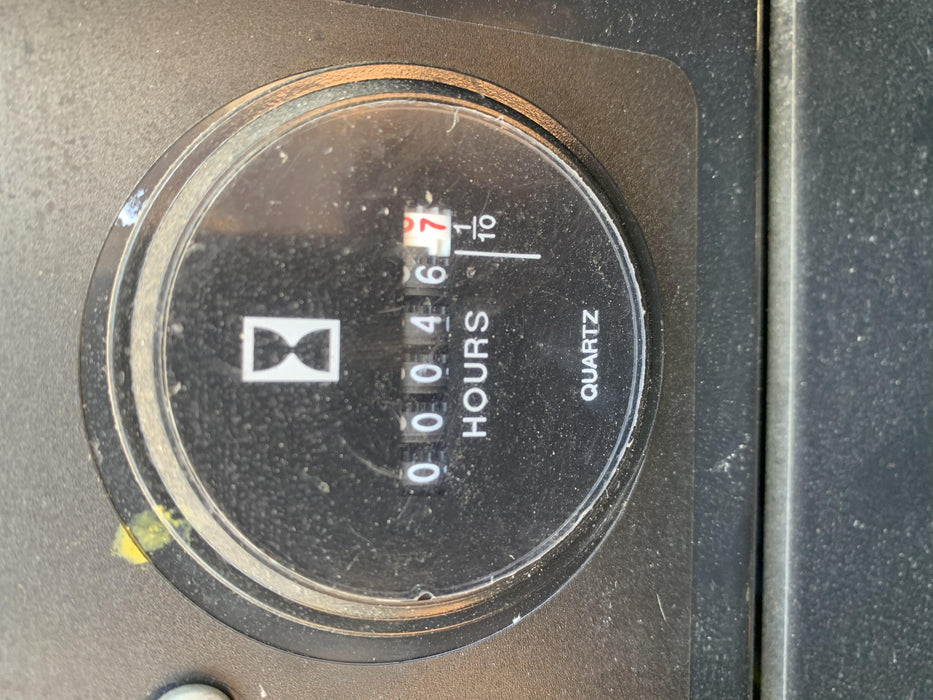 000467
HOURS
1/10
QUARTZ